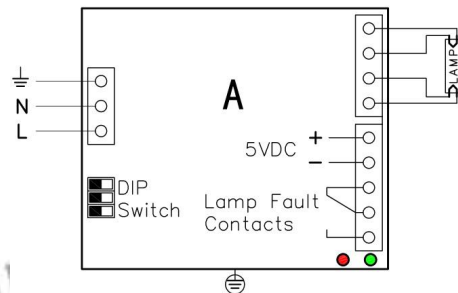 A
N
L
5VDC
+
−
DIP
Switch
Lamp Fault
Contacts
LAMP